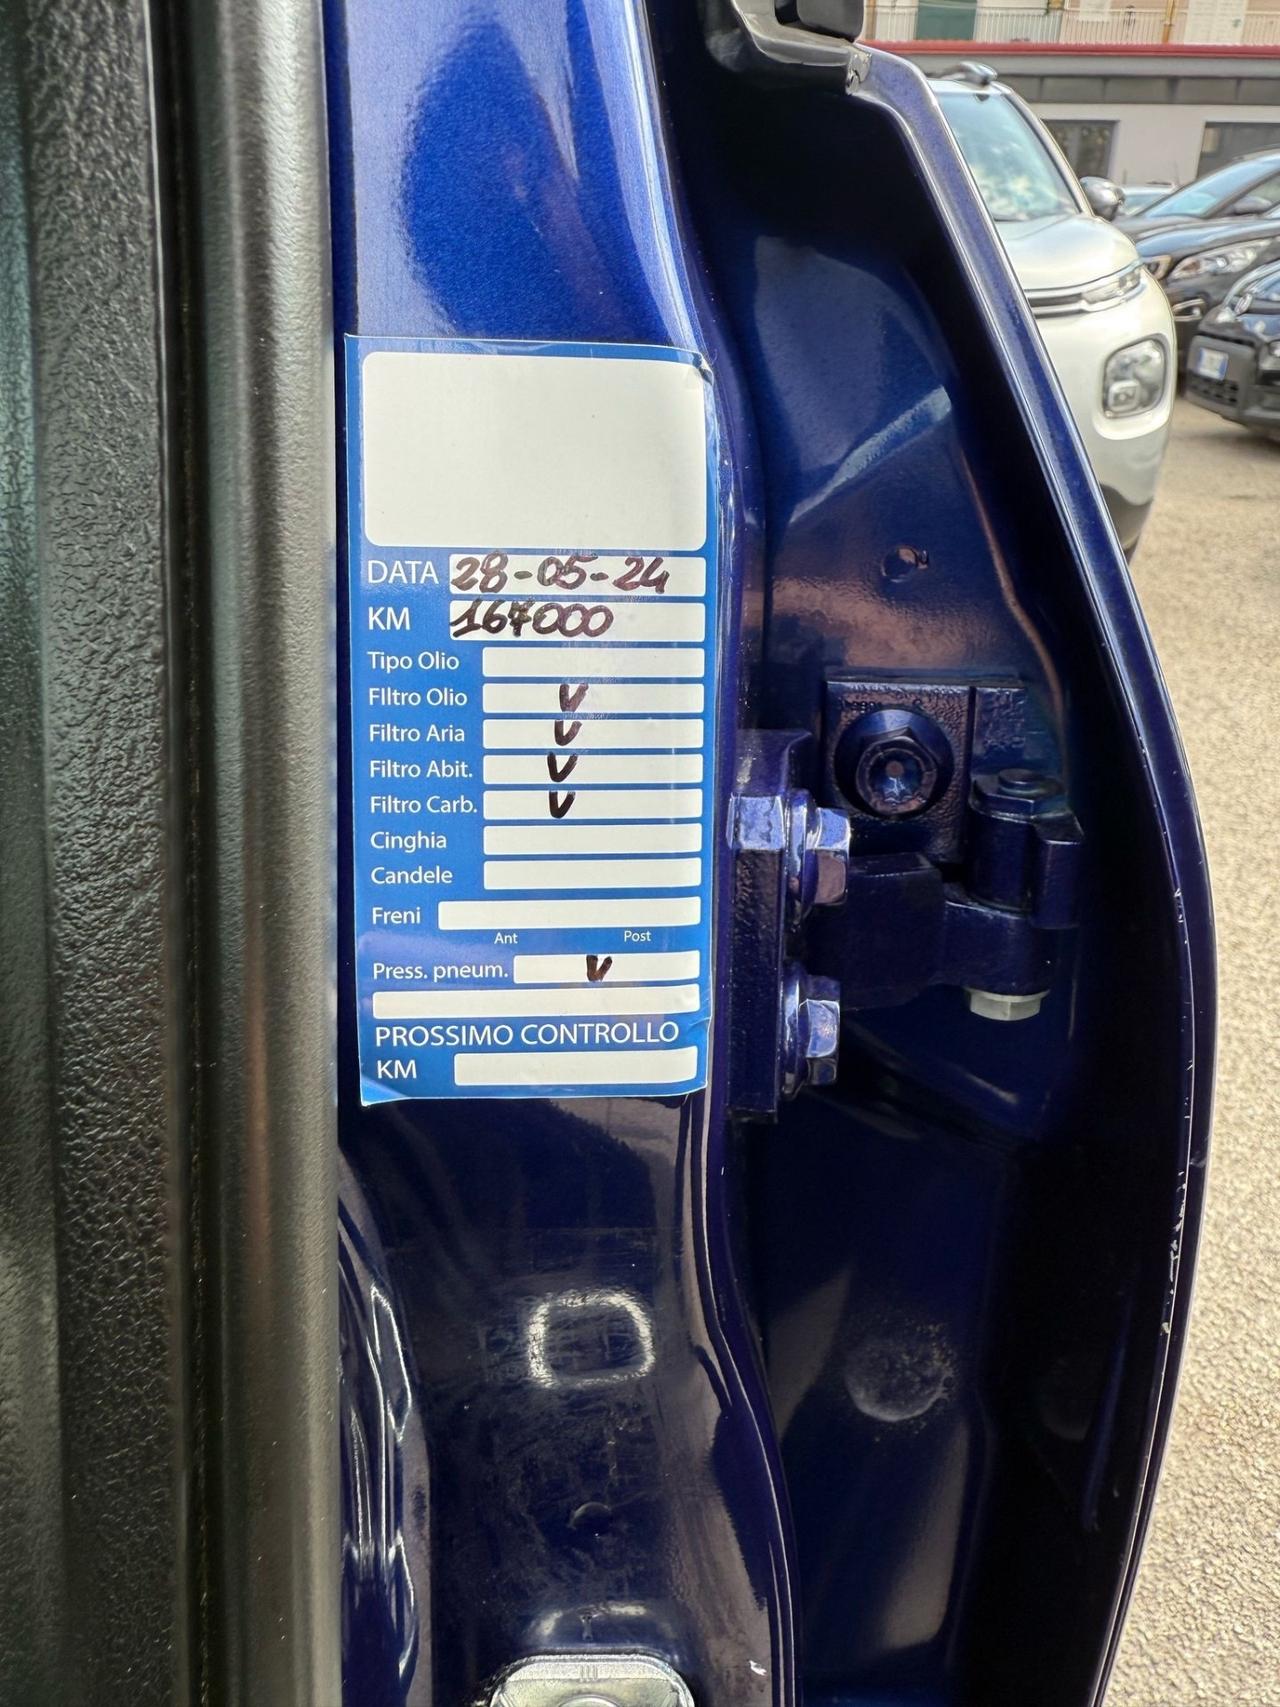 DATA 28-05-24
KM 167000
Tipo Olio
FIltro Olio V
Filtro Aria V
Filtro Abit. V
Filtro Carb. V
Cinghia
Candele
Freni
Ant Post
Press. pneum. V
PROSSIMO CONTROLLO
KM